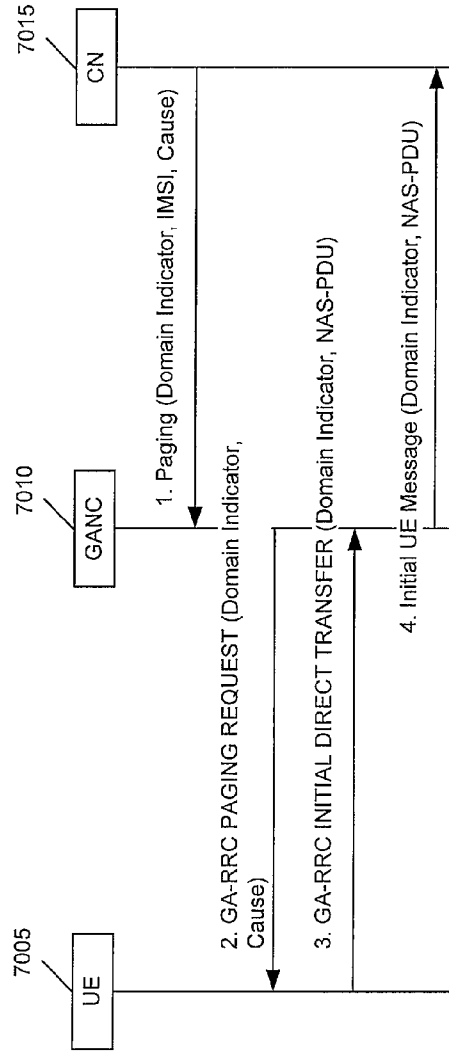 7005
UE
7010
GANC
7015
CN
1. Paging (Domain Indicator, IMSI, Cause)
2. GA-RRC PAGING REQUEST (Domain Indicator,
Cause)
3. GA-RRC INITIAL DIRECT TRANSFER (Domain Indicator, NAS-PDU)
4. Initial UE Message (Domain Indicator, NAS-PDU)